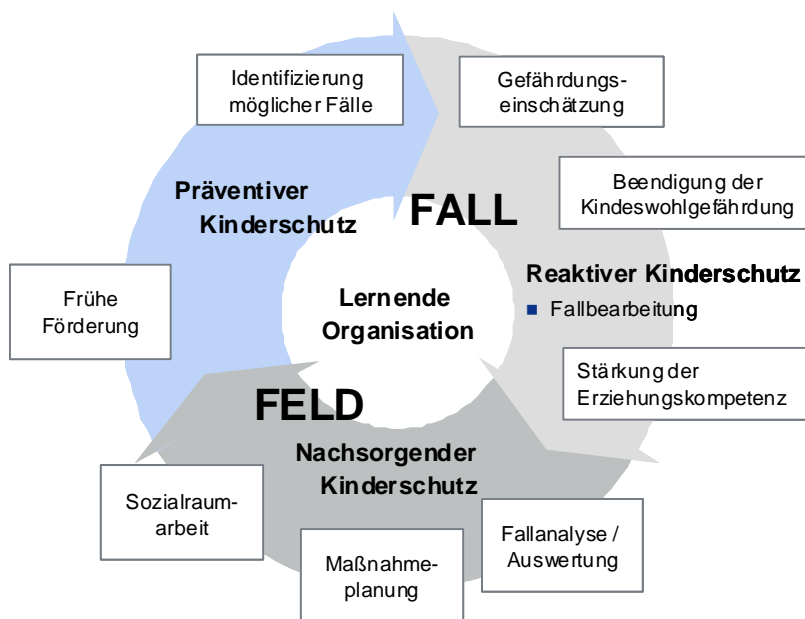 Identifizierung
möglicher Fälle
Gefährdungs-
einschätzung
Präventiver
Kinderschutz
FALL
Beendigung der
Kindeswohlgefährdung
Reaktiver Kinderschutz
■ Fallbearbeitung
Frühe
Förderung
Lernende
Organisation
Stärkung der
Erziehungskompetenz
FELD
Nachsorgender
Kinderschutz
Sozialraum-
arbeit
Maßnahme-
planung
Fallanalyse /
Auswertung